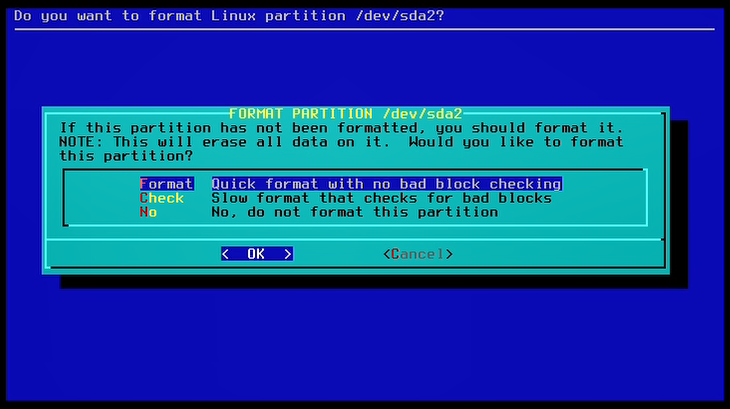 Do you want to format Linux partition /dev/sda2?
FORMAT PARTITION /dev/sda2
If this partition has not been formatted, you should format it.
NOTE: This will erase all data on it.  Would you like to format
this partition?
Format  Quick format with no bad block checking
Check  Slow format that checks for bad blocks
No  No, do not format this partition
<  OK  >  <Cancel>